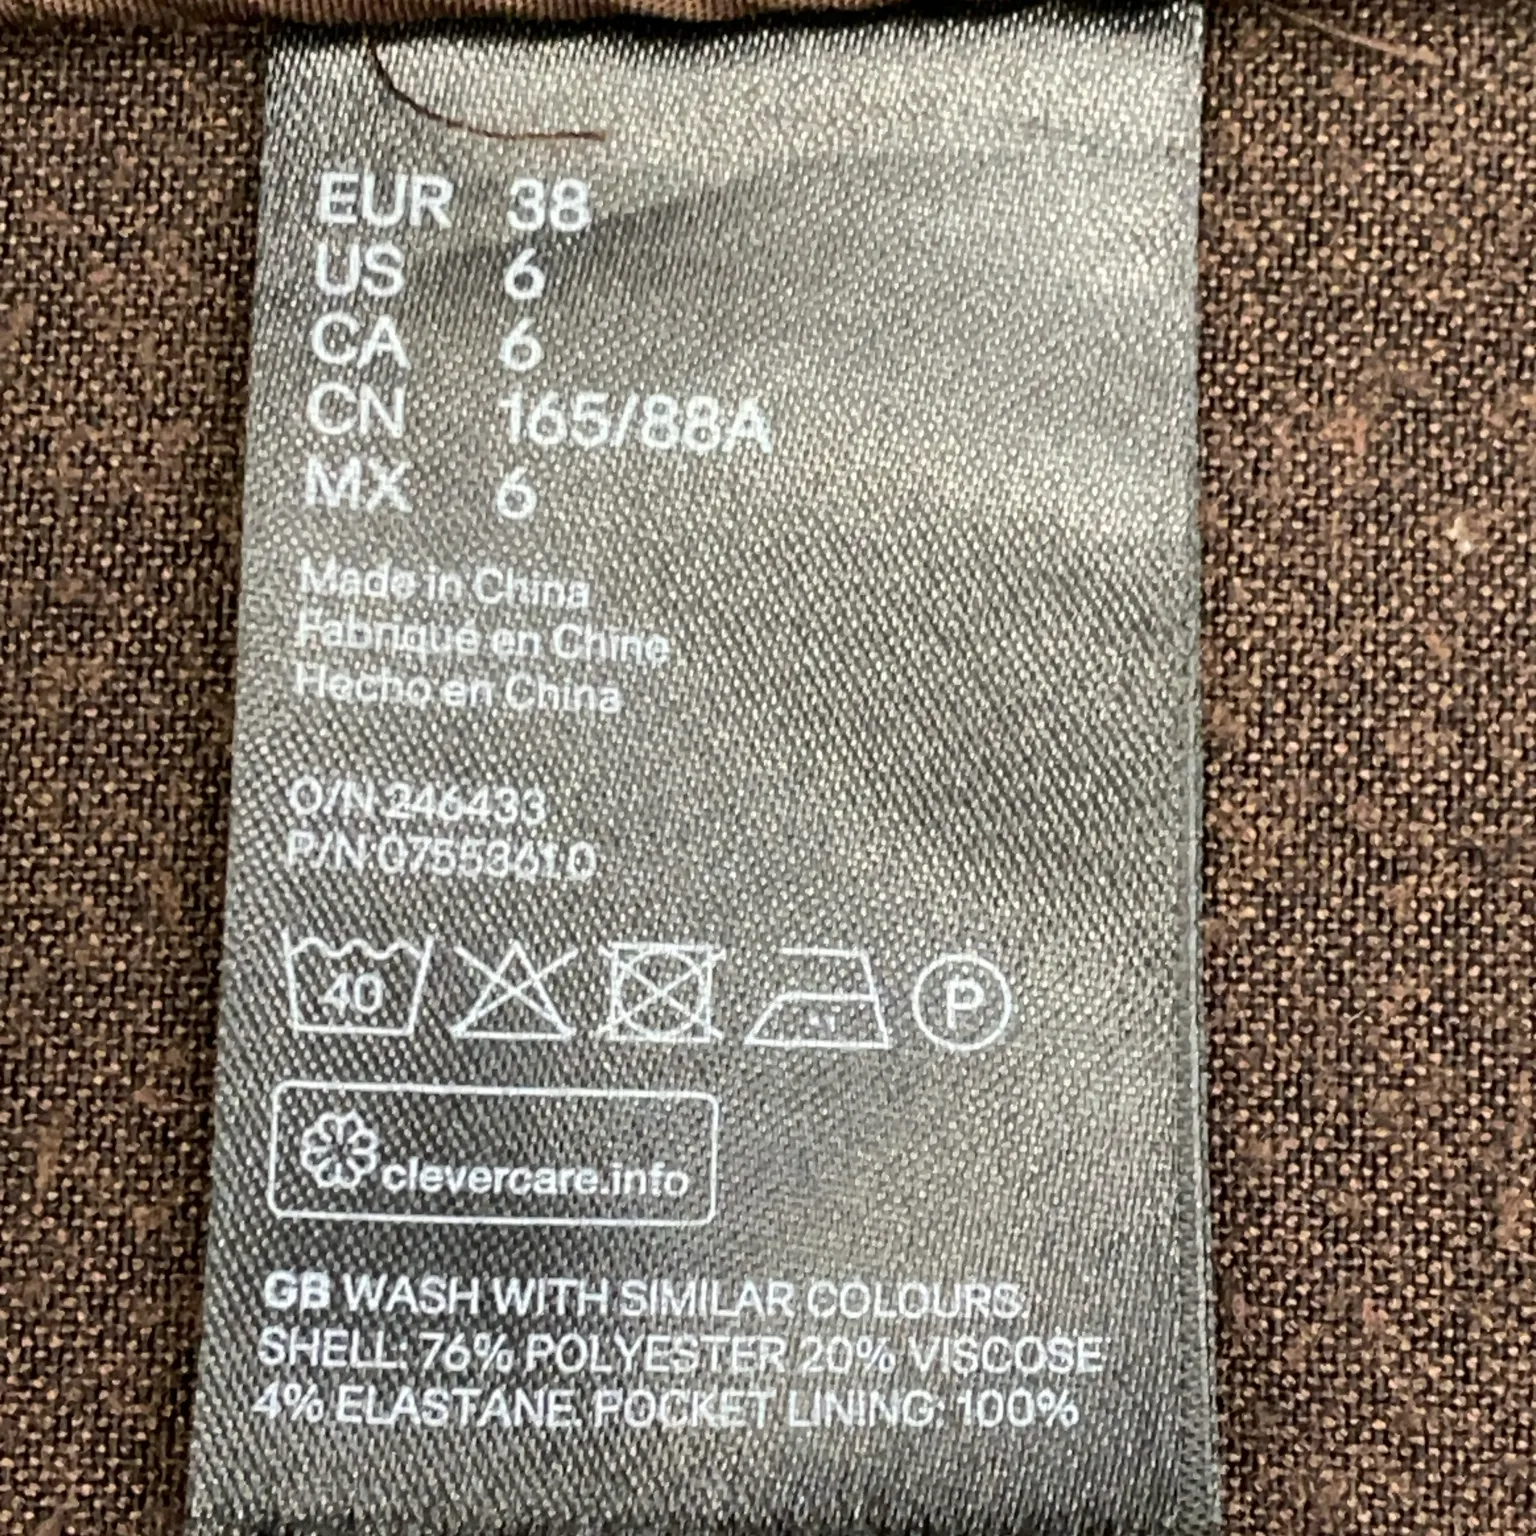 EUR 38
US 6
CA 6
CN 165/88A
MX 6
Made in China
Fabriqué en Chine
Hecho en China
O/N 246433
P/N 07553610
40
P
clevercare.info
GB WASH WITH SIMILAR COLOURS.
SHELL: 76% POLYESTER 20% VISCOSE
4% ELASTANE. POCKET LINING: 100%